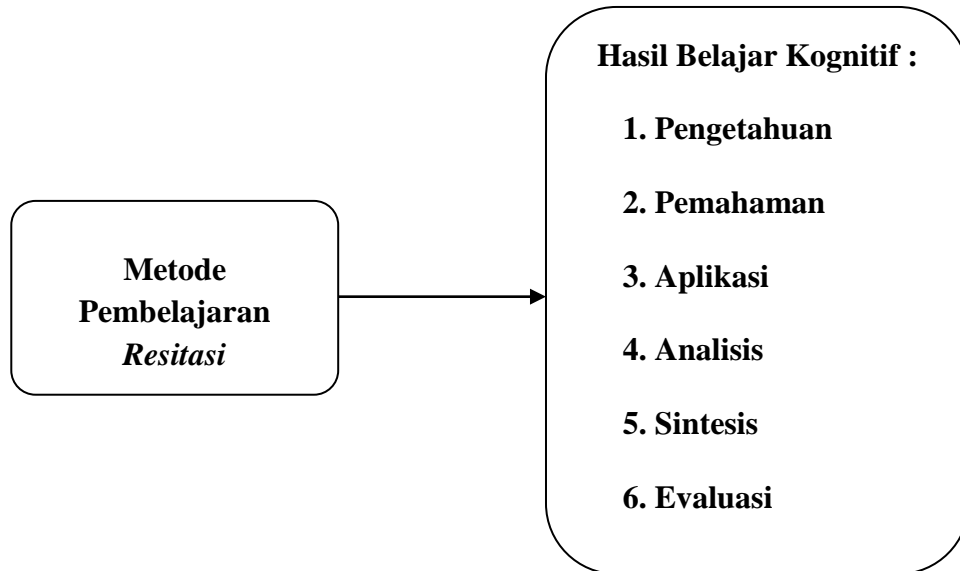 Metode
Pembelajaran
Resitasi
Hasil Belajar Kognitif :
1. Pengetahuan
2. Pemahaman
3. Aplikasi
4. Analisis
5. Sintesis
6. Evaluasi